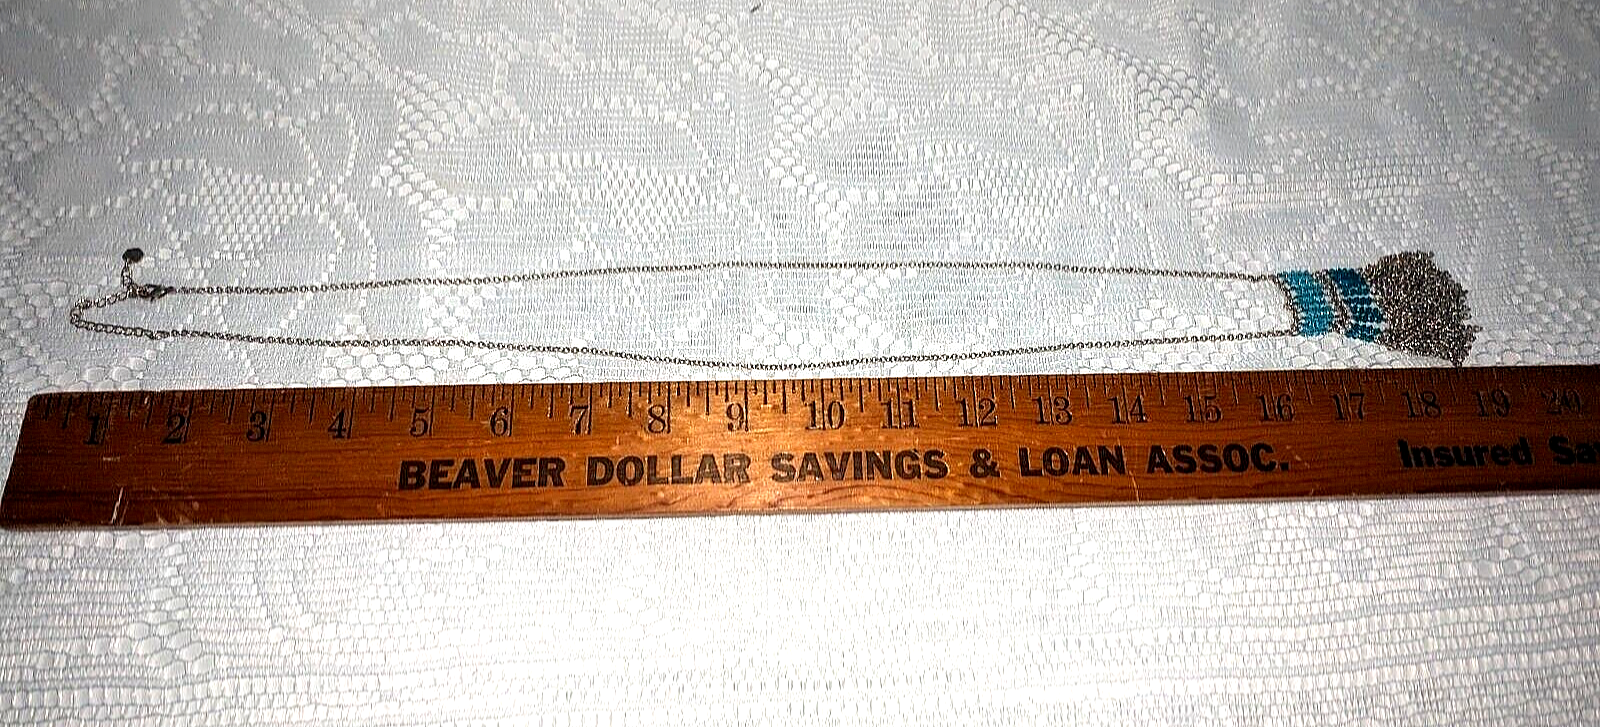 1 2 3 4 5 6 7 8 9 10 11 12 13 14 15 16 17 18 19 20
BEAVER DOLLAR SAVINGS & LOAN ASSOC. Insured Sa